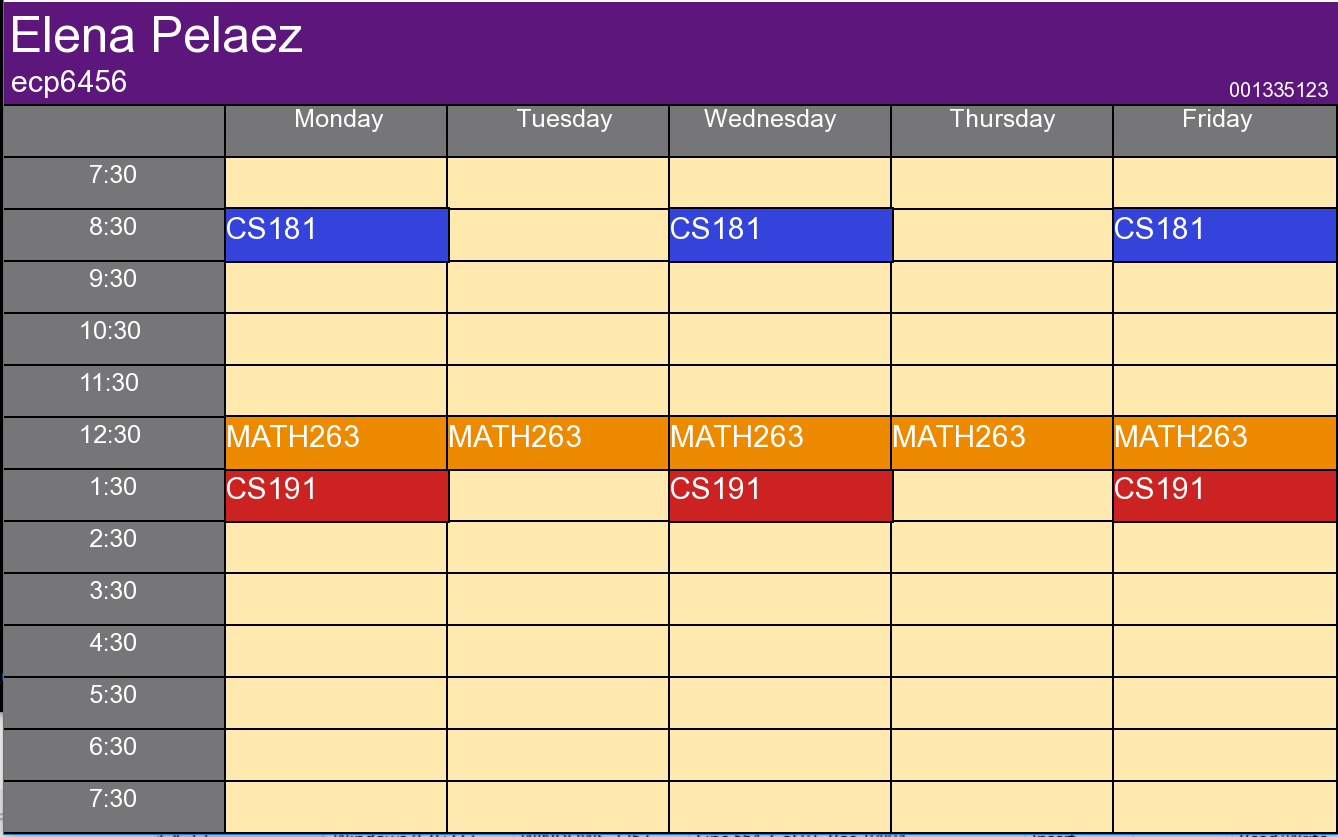 Elena Pelaez
ecp6456
001335123
Monday Tuesday Wednesday Thursday Friday
7:30
8:30 CS181 CS181 CS181
9:30
10:30
11:30
12:30 MATH263 MATH263 MATH263 MATH263 MATH263
1:30 CS191 CS191 CS191
2:30
3:30
4:30
5:30
6:30
7:30